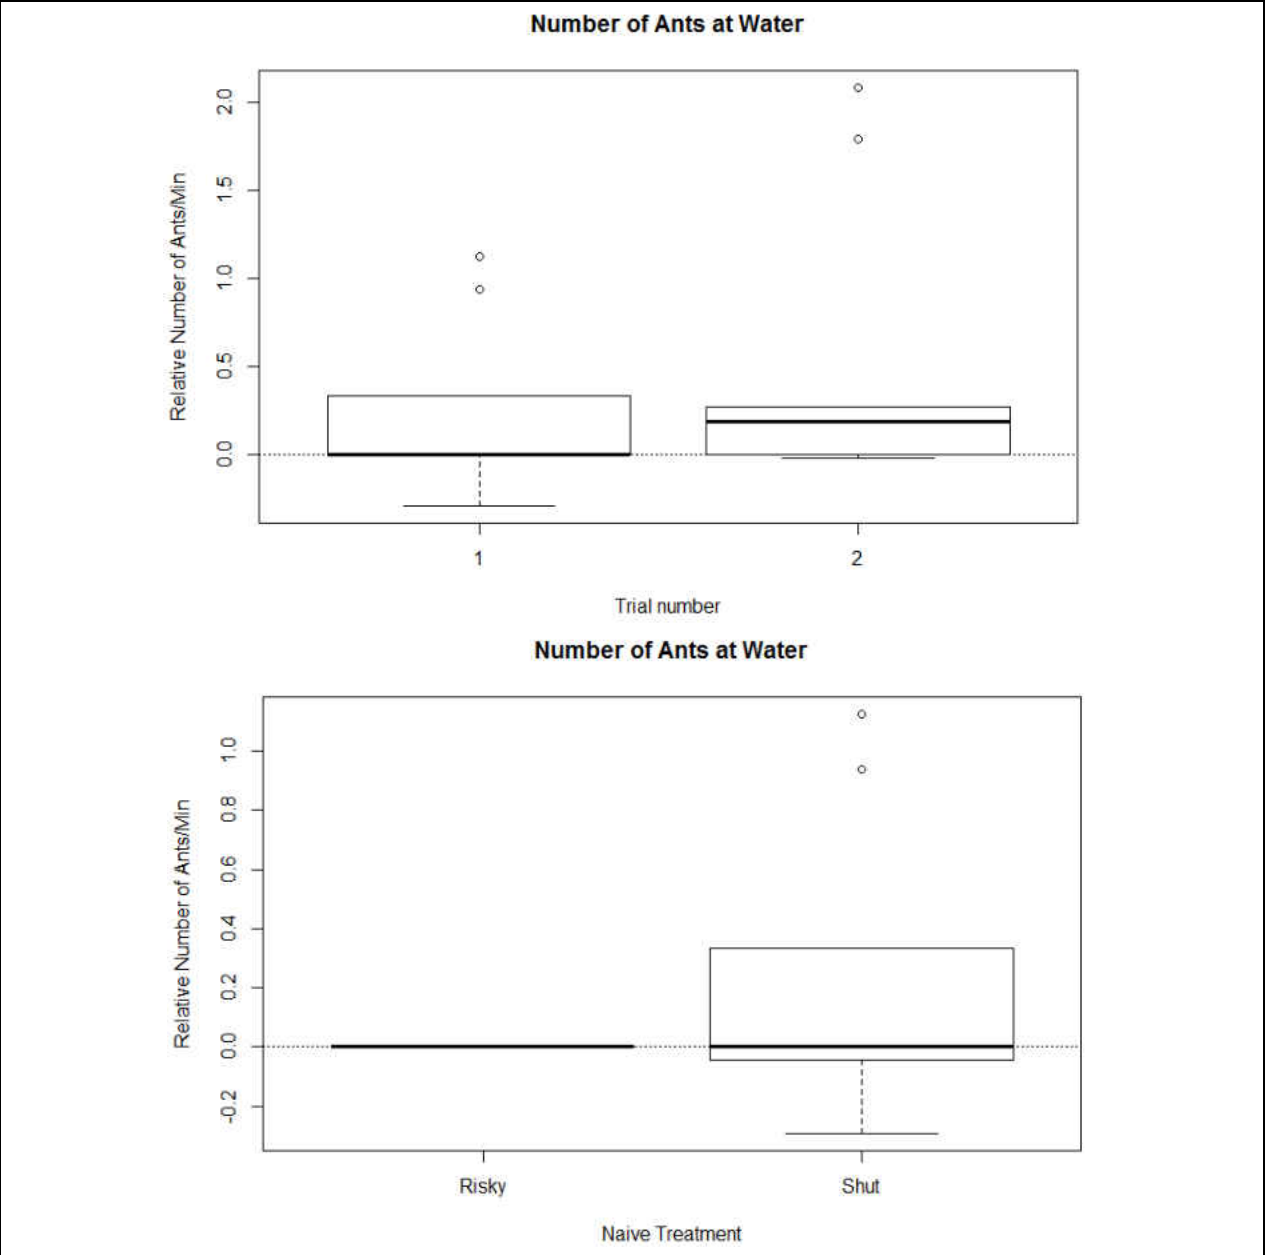 Number of Ants at Water
Relative Number of Ants/Min
2.0
1.5
1.0
0.5
0.0
1 2
Trial number
Number of Ants at Water
Relative Number of Ants/Min
1.0
0.8
0.6
0.4
0.2
0.0
-0.2
Risky Shut
Naive Treatment